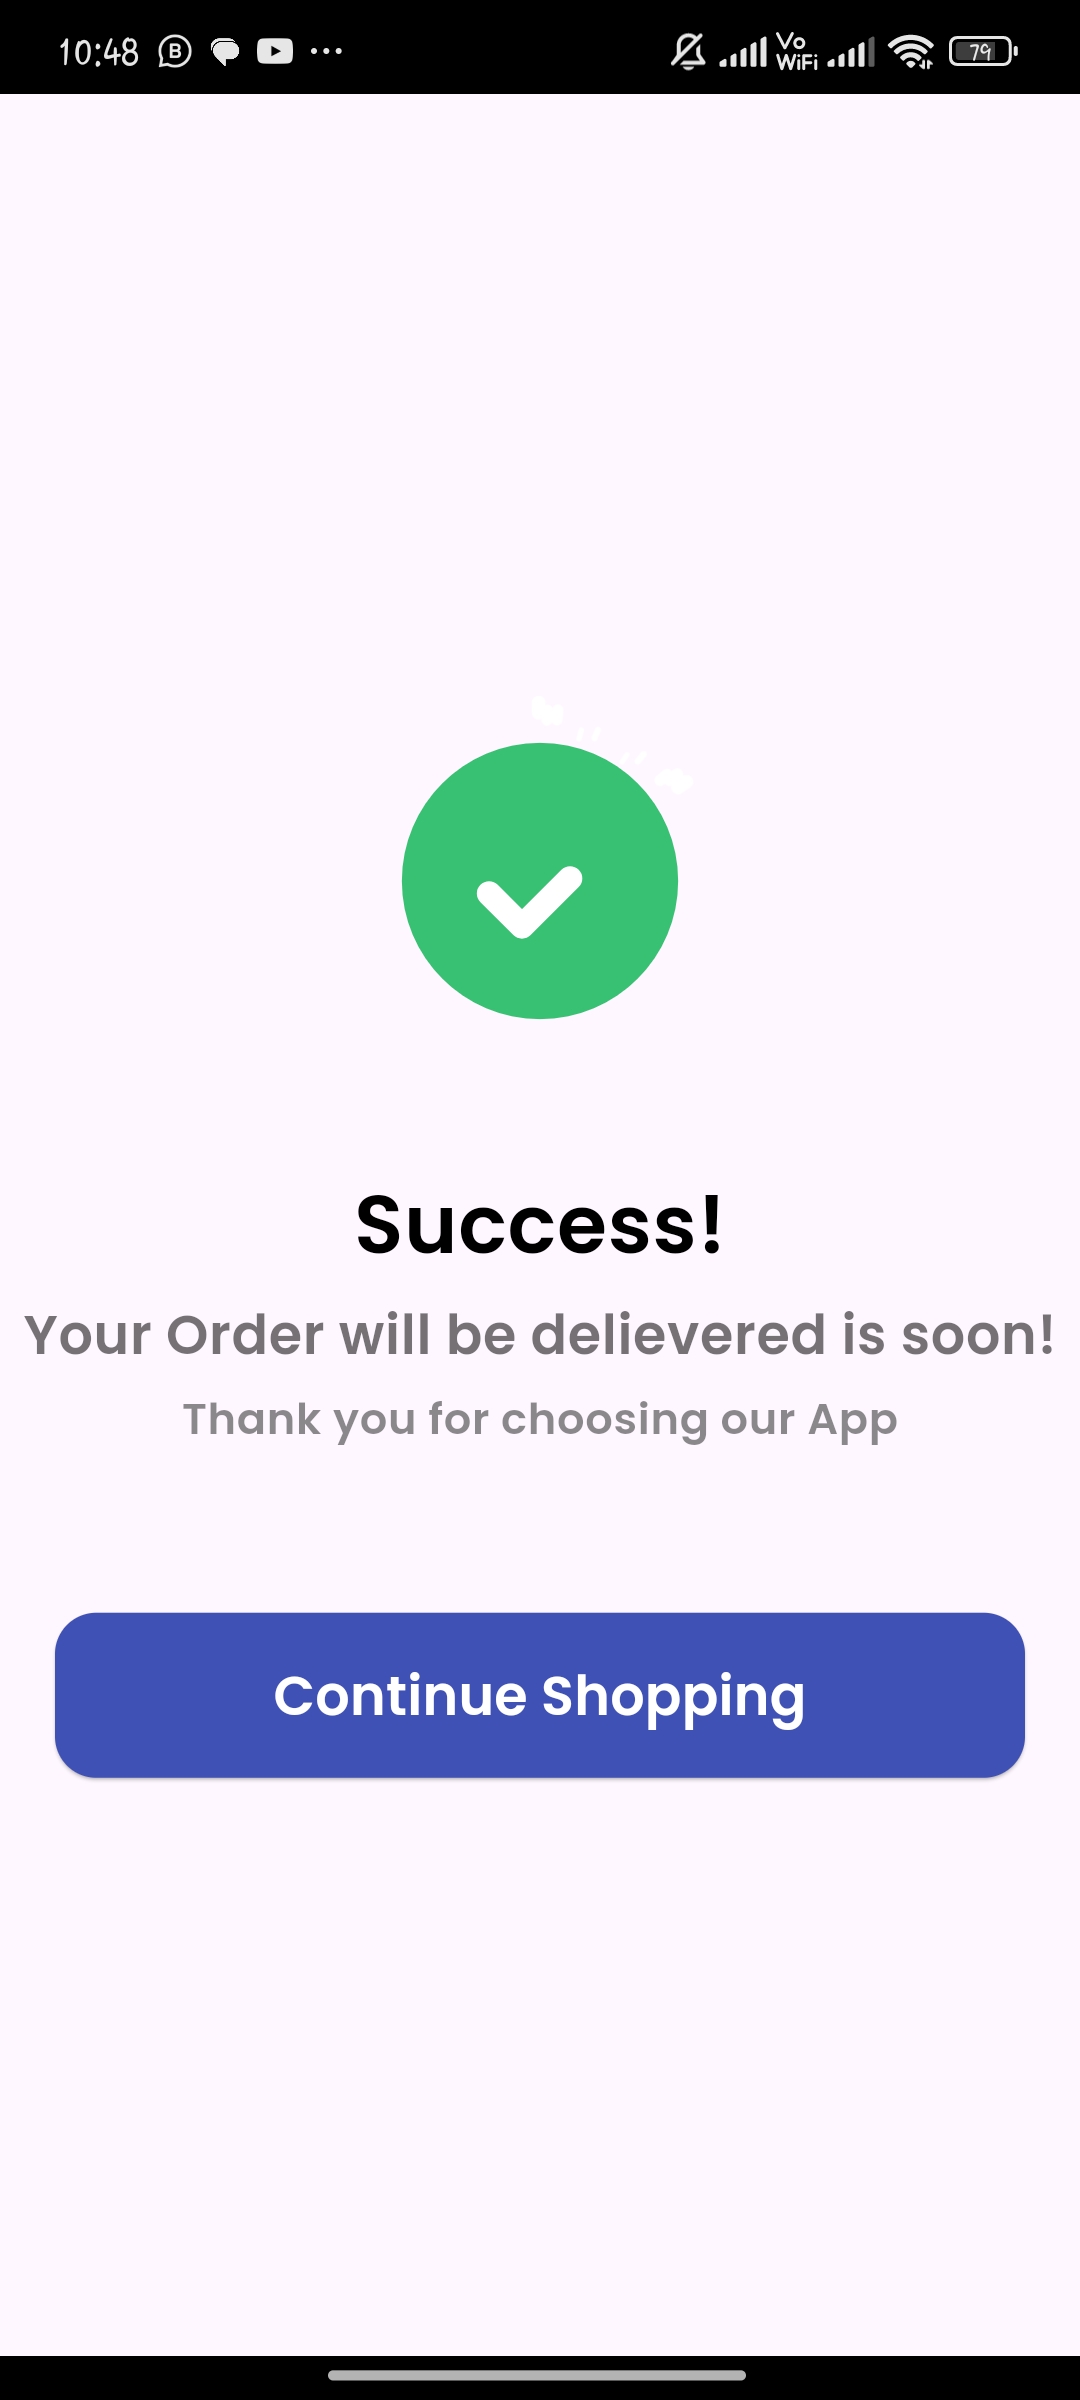 10:48
Vo
WiFi
79
Success!
Your Order will be delievered is soon!
Thank you for choosing our App
Continue Shopping